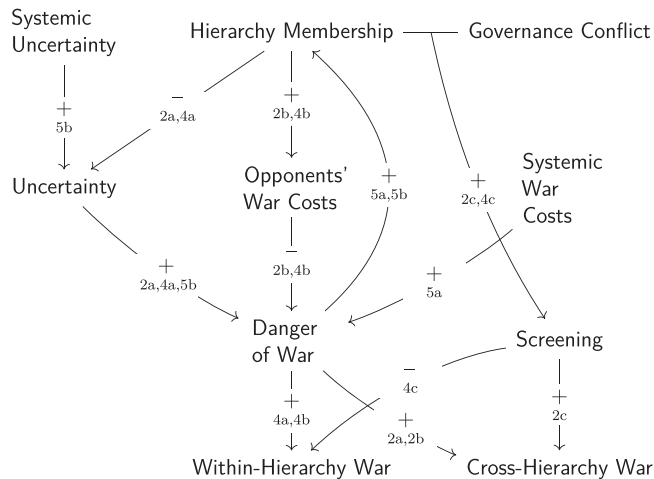 Systemic
Uncertainty
Hierarchy Membership
Governance Conflict
+
5b
−
2a,4a
+
2b,4b
Uncertainty
Opponents'
War Costs
+
5a,5b
+
2c,4c
Systemic
War
Costs
+
2a,4a,5b
−
2b,4b
+
5a
Danger
of War
Screening
−
4c
+
4a,4b
+
2a,2b
+
2c
Within-Hierarchy War
Cross-Hierarchy War